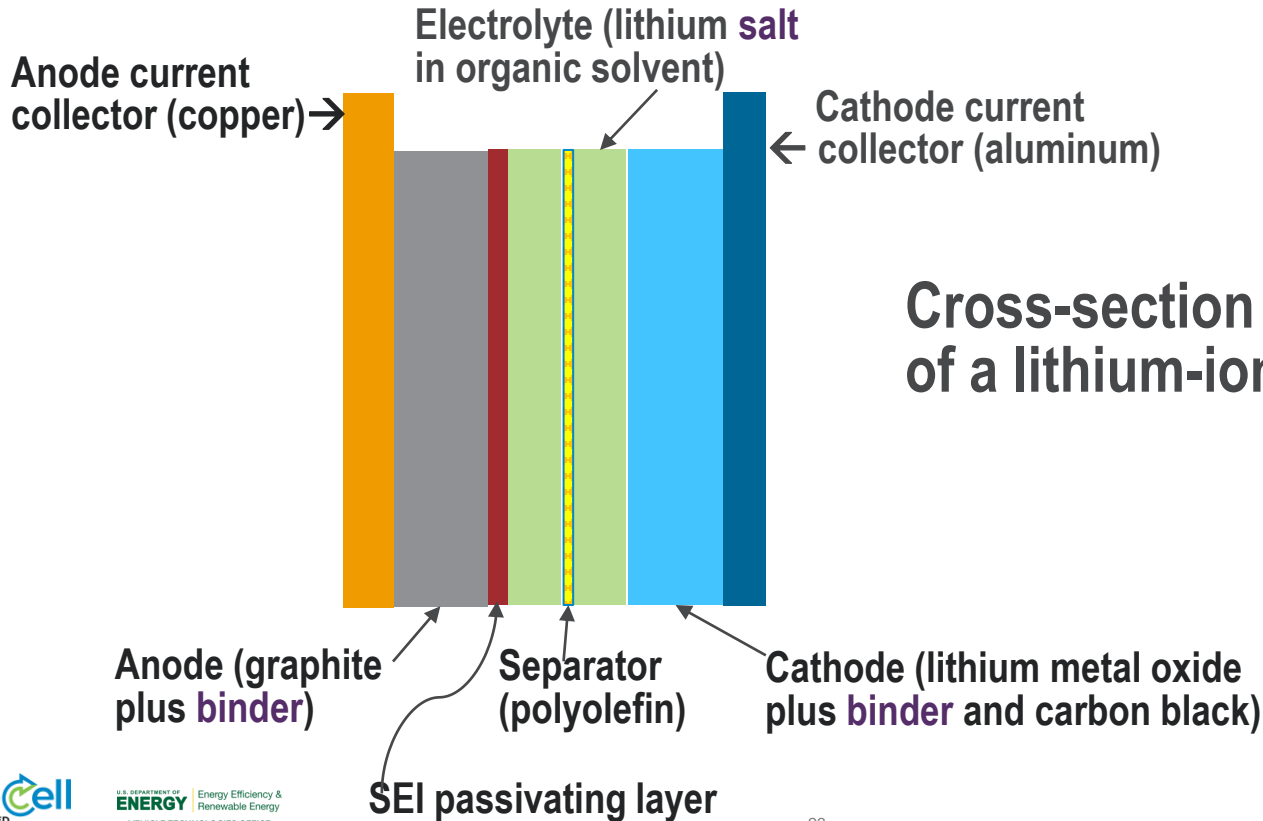 Electrolyte (lithium salt
in organic solvent)
Anode current
collector (copper)→
Cathode current
← collector (aluminum)
Cross-section
of a lithium-ion
Anode (graphite
plus binder)
Separator
(polyolefin)
Cathode (lithium metal oxide
plus binder and carbon black)
SEI passivating layer
Cell
U.S. DEPARTMENT OF
ENERGY
Energy Efficiency &
Renewable Energy